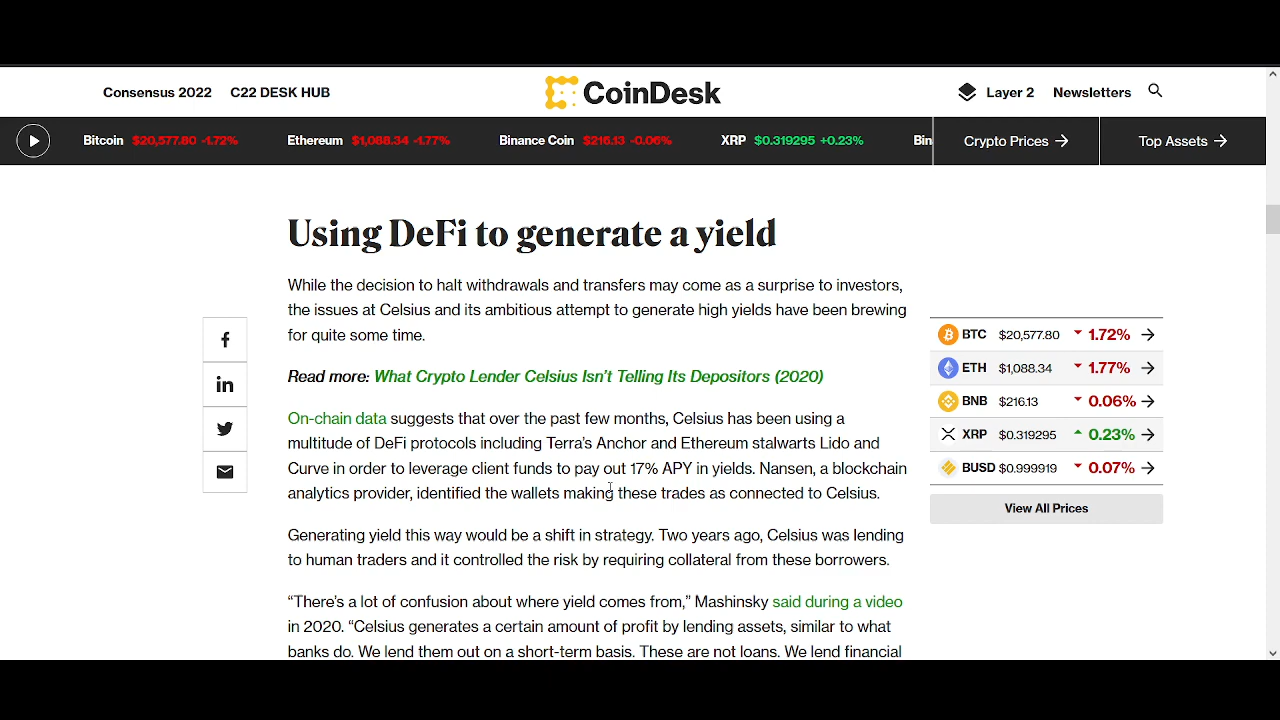 Consensus 2022 C22 DESK HUB CoinDesk Layer 2 Newsletters
Bitcoin $20,577.80 -1.72% Ethereum $1,088.34 -1.77% Binance Coin $216.13 -0.06% XRP $0.319295 +0.23% Bin Crypto Prices → Top Assets →
Using DeFi to generate a yield
While the decision to halt withdrawals and transfers may come as a surprise to investors,
the issues at Celsius and its ambitious attempt to generate high yields have been brewing
for quite some time.
Read more: What Crypto Lender Celsius Isn’t Telling Its Depositors (2020)
On-chain data suggests that over the past few months, Celsius has been using a
multitude of DeFi protocols including Terra’s Anchor and Ethereum stalwarts Lido and
Curve in order to leverage client funds to pay out 17% APY in yields. Nansen, a blockchain
analytics provider, identified the wallets making these trades as connected to Celsius.
Generating yield this way would be a shift in strategy. Two years ago, Celsius was lending
to human traders and it controlled the risk by requiring collateral from these borrowers.
“There’s a lot of confusion about where yield comes from,” Mashinsky said during a video
in 2020. “Celsius generates a certain amount of profit by lending assets, similar to what
banks do. We lend them out on a short-term basis. These are not loans. We lend financial
BTC $20,577.80 1.72% →
ETH $1,088.34 1.77% →
BNB $216.13 0.06% →
XRP $0.319295 0.23% →
BUSD $0.999919 0.07% →
View All Prices